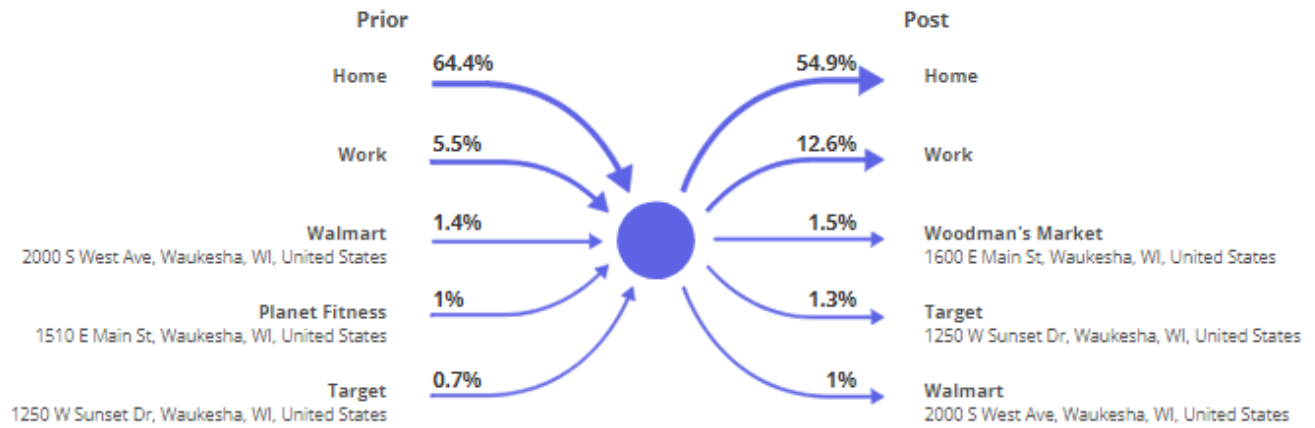 Prior
Post
64.4%
Home
5.5%
Work
1.4%
Walmart
2000 S West Ave, Waukesha, WI, United States
1%
Planet Fitness
1510 E Main St, Waukesha, WI, United States
0.7%
Target
1250 W Sunset Dr, Waukesha, WI, United States
54.9%
Home
12.6%
Work
1.5%
Woodman's Market
1600 E Main St, Waukesha, WI, United States
1.3%
Target
1250 W Sunset Dr, Waukesha, WI, United States
1%
Walmart
2000 S West Ave, Waukesha, WI, United States